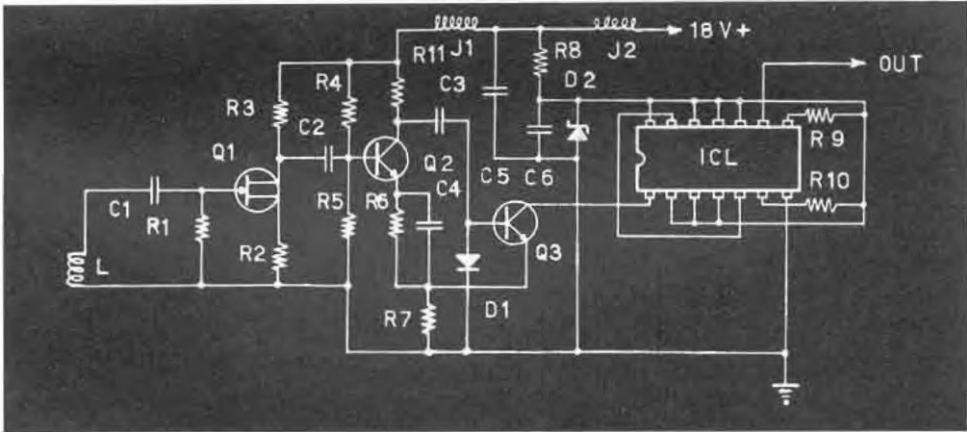 18 V+
J1
J2
R11
R8
D2
OUT
R4
C3
R3
R9
C2
ICL
Q1
Q2
C5
C6
C4
R10
C1
R1
R5
R6
Q3
R2
L
D1
R7